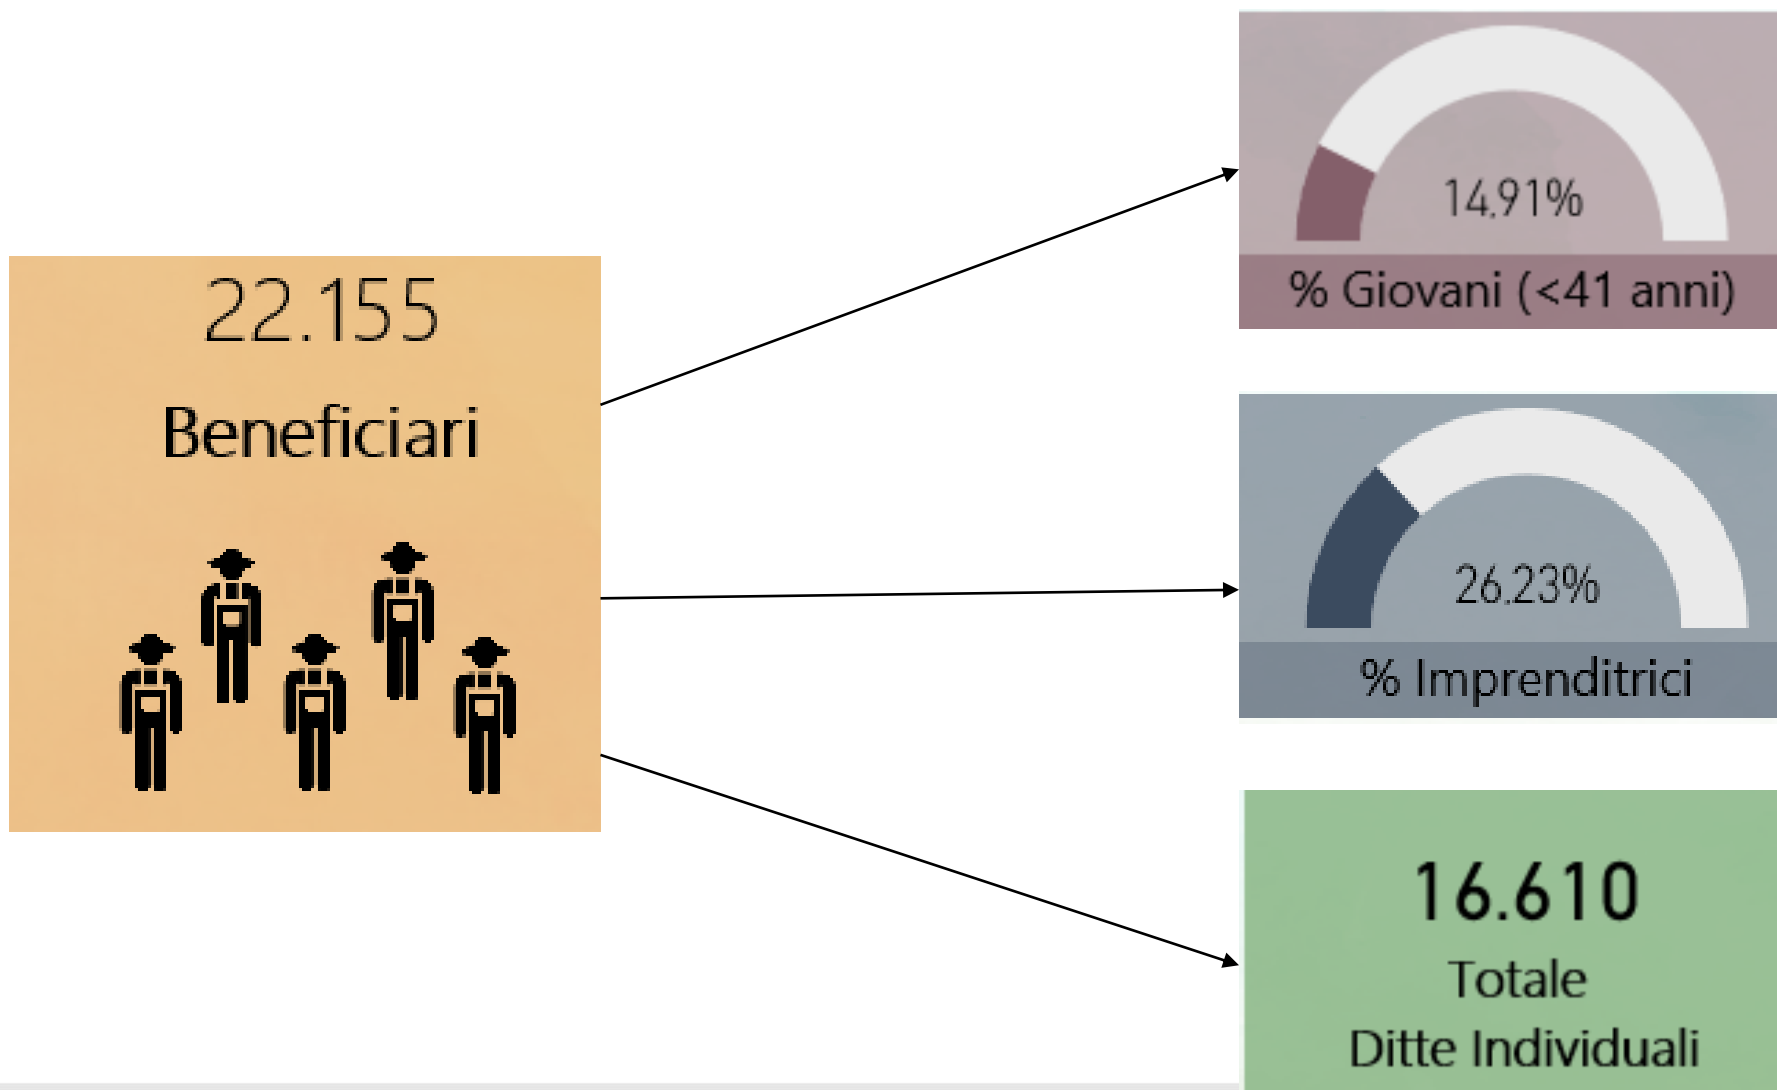 22.155
Beneficiari
14,91%
% Giovani (<41 anni)
26,23%
% Imprenditrici
16.610
Totale
Ditte Individuali